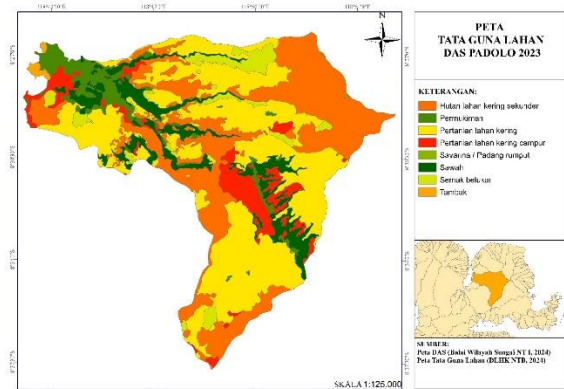 PETA
TATA GUNA LAHAN
DAS PADOLO 2023
N
KETERANGAN:
Hutan lahan kering sekunder
Permukiman
Pertanian lahan kering
Pertanian lahan kering campur
Savanna / Padang rumput
Sawah
Semak belukar
Tambak
SKALA 1:125.000
SUMBER:
Peta DAS (Balai Wilayah Sungai NT I, 2024)
Peta Tata Guna Lahan (DLHK NTB, 2024)